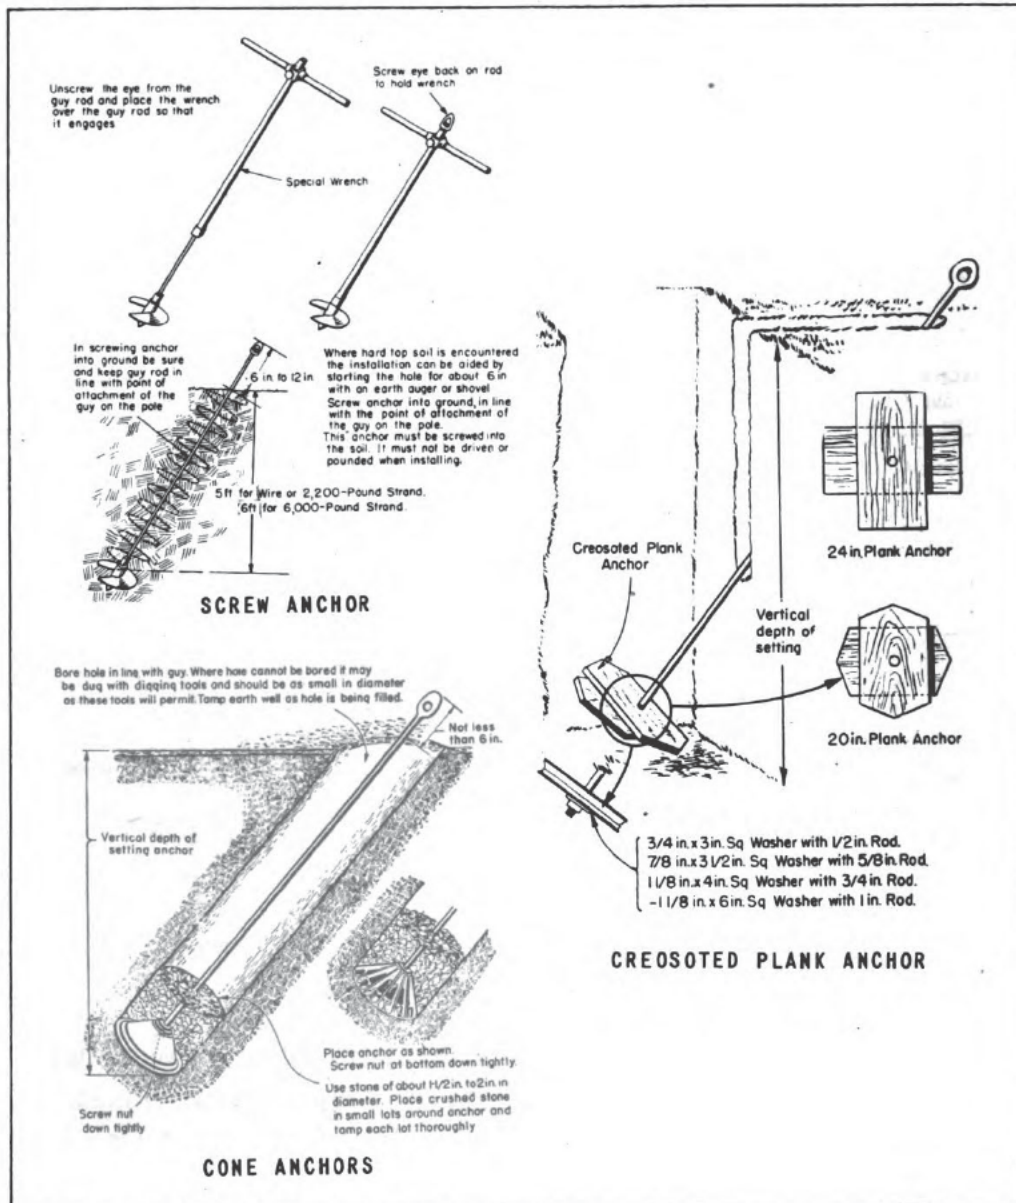 Unscrew the eye from the
guy rod and place the wrench
over the guy rod so that
it engages
Screw eye back on rod
to hold wrench
Special Wrench
In screwing anchor
into ground be sure
and keep guy rod in
line with point of
attachment of the
guy on the pole
6 in. to 12 in.
Where hard top soil is encountered
the installation can be aided by
starting the hole for about 6 in
with an earth auger or shovel
Screw anchor into ground, in line
with the point of attachment of
the guy on the pole.
This anchor must be screwed into
the soil. It must not be driven or
pounded when installing.
5 ft for Wire or 2,200-Pound Strand.
6 ft for 6,000-Pound Strand.
SCREW ANCHOR
Bore hole in line with guy. Where hole cannot be bored it may
be dug with digging tools and should be as small in diameter
as these tools will permit. Tamp earth well as hole is being filled.
Not less
than 6 in.
Vertical depth of
setting anchor
Place anchor as shown.
Screw nut at bottom down tightly.
Use stone of about 1 1/2 in. to 2 in. in
diameter. Place crushed stone
in small lots around anchor and
tamp each lot thoroughly
Screw nut
down tightly
CONE ANCHORS
Creosoted Plank
Anchor
24 in. Plank Anchor
Vertical
depth of
setting
20 in. Plank Anchor
3/4 in. x 3 in. Sq Washer with 1/2 in. Rod.
7/8 in. x 3 1/2 in. Sq Washer with 5/8 in. Rod.
1 1/8 in. x 4 in. Sq Washer with 3/4 in. Rod.
-1 1/8 in. x 6 in. Sq Washer with 1 in. Rod.
CREOSOTED PLANK ANCHOR